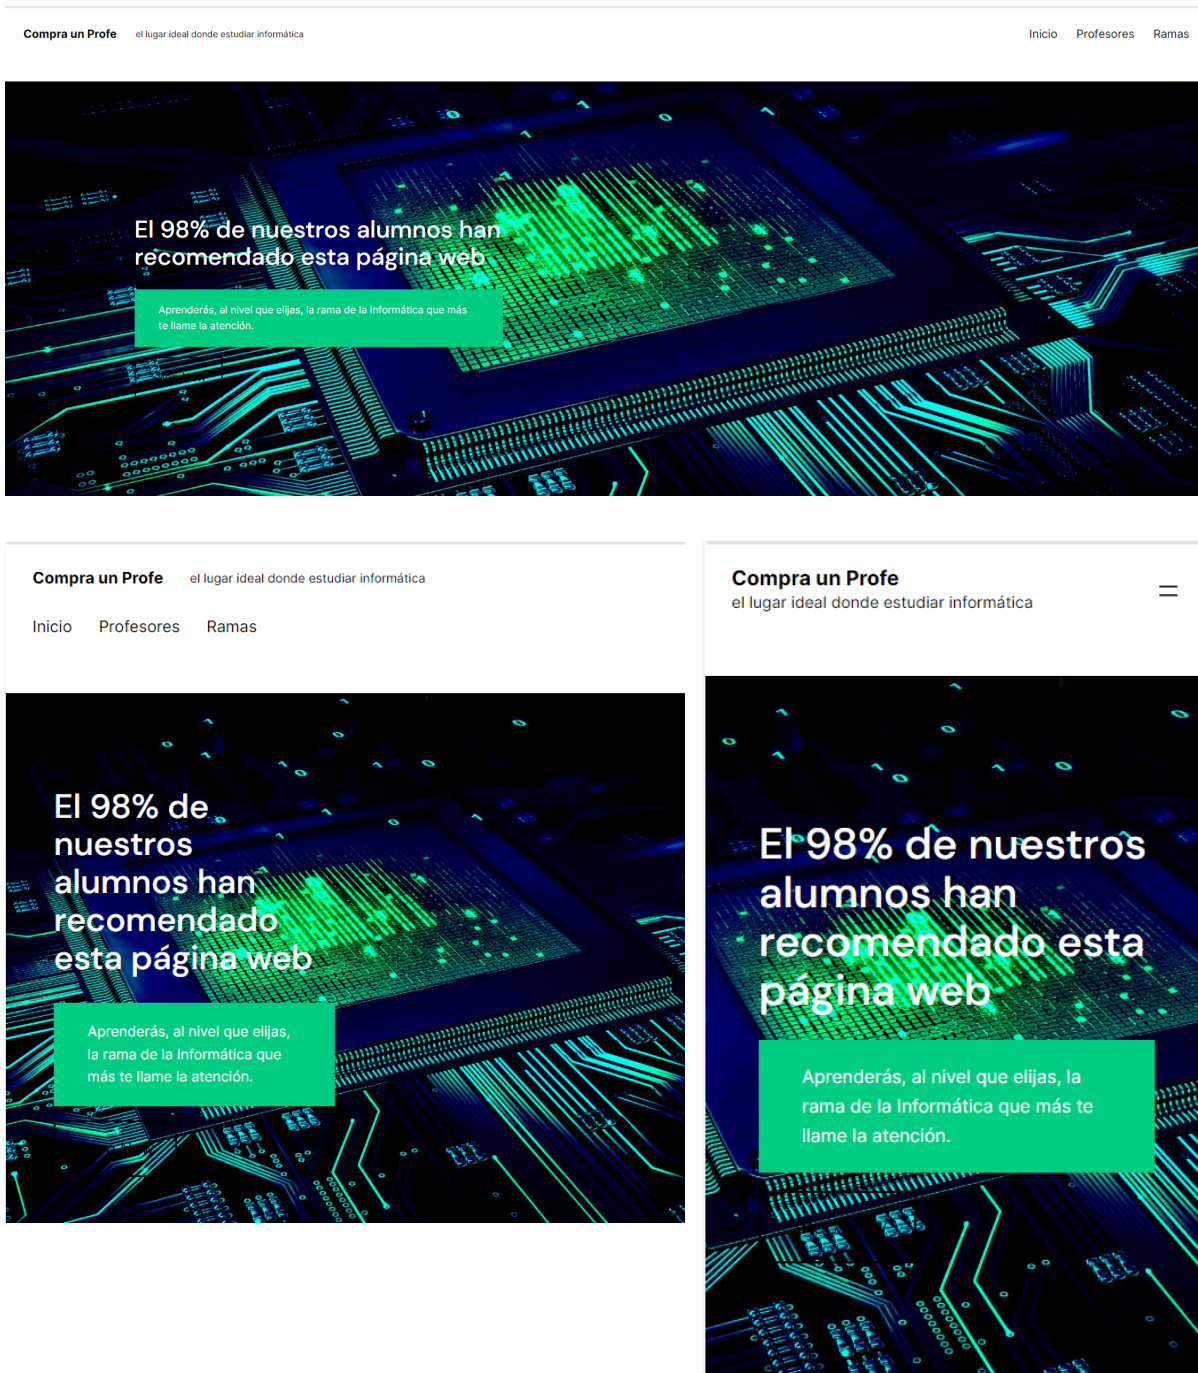 Compra un Profe
el lugar ideal donde estudiar informática
Inicio Profesores Ramas
El 98% de nuestros alumnos han
recomendado esta página web
Aprenderás, al nivel que elijas, la rama de la Informática que más
te llame la atención.
Compra un Profe
el lugar ideal donde estudiar informática
Inicio Profesores Ramas
El 98% de
nuestros
alumnos han
recomendado
esta página web
Aprenderás, al nivel que elijas,
la rama de la Informática que
más te llame la atención.
Compra un Profe
el lugar ideal donde estudiar informática
El 98% de nuestros
alumnos han
recomendado esta
página web
Aprenderás, al nivel que elijas, la
rama de la Informática que más te
llame la atención.